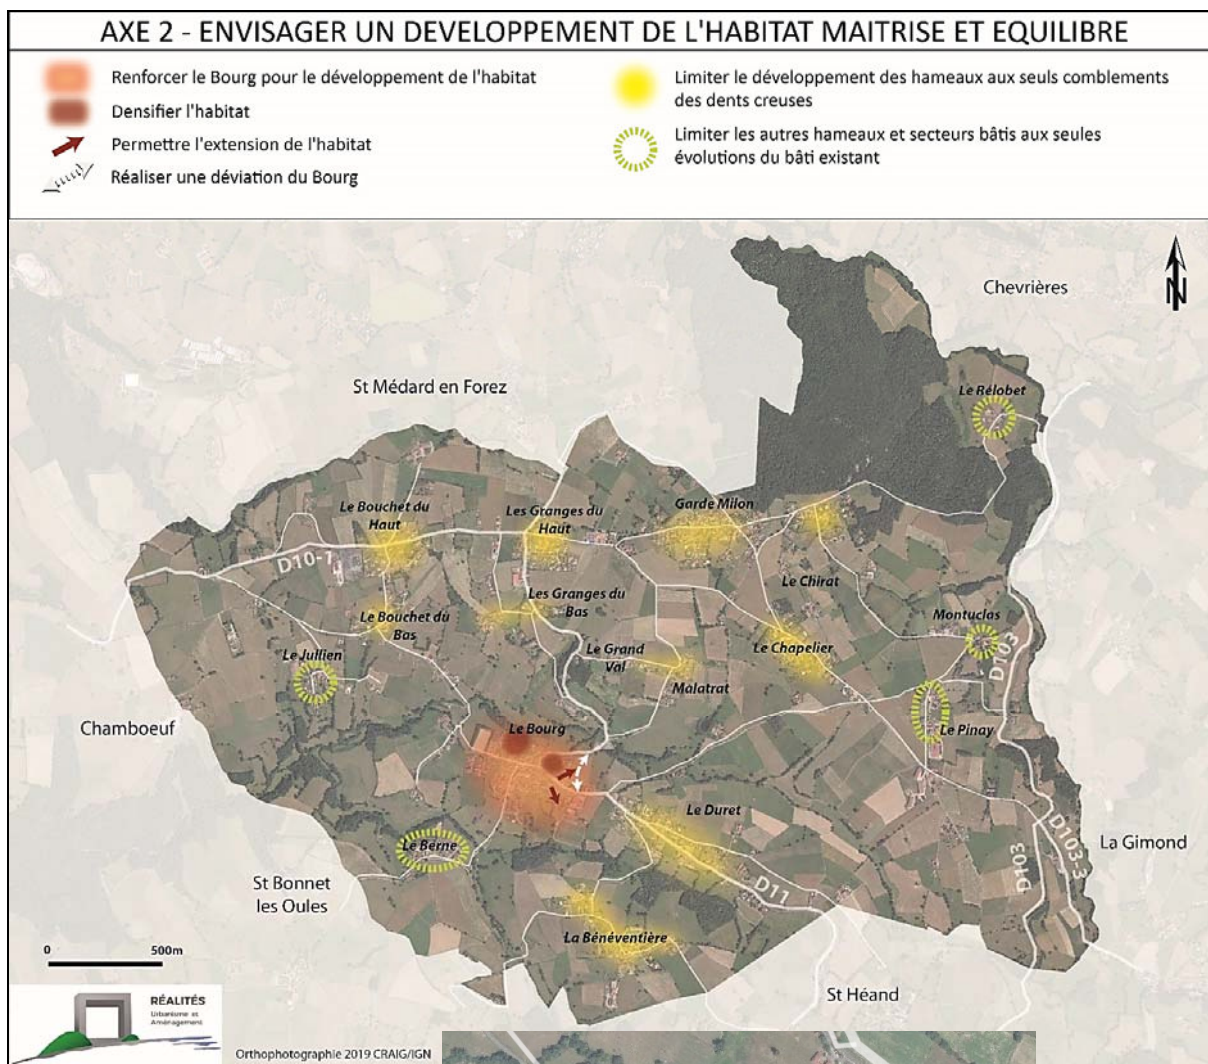 AXE 2 - ENVISAGER UN DEVELOPPEMENT DE L'HABITAT MAITRISE ET EQUILIBRE
Renforcer le Bourg pour le développement de l'habitat
Densifier l'habitat
Permettre l'extension de l'habitat
Réaliser une déviation du Bourg
Limiter le développement des hameaux aux seuls comblements
des dents creuses
Limiter les autres hameaux et secteurs bâtis aux seules
évolutions du bâti existant
N
Chevrières
St Médard en Forez
Le Rélobet
Le Bouchet du
Haut
Les Granges du
Haut
Garde Milon
D10-1
Le Chirat
Les Granges du
Bas
Le Bouchet du
Bas
Montuclas
Le Jullien
Le Grand
Val
Le Chapelier
D103
Malatrat
Chamboeuf
Le Bourg
Le Pinay
Le Duret
Le Berne
La Gimond
D103
D103-3
St Bonnet
les Oules
D11
La Bénéventière
0 500m
St Héand
RÉALITÉS
Urbanisme et
Aménagement
Orthophotographie 2019 CRAIG/IGN